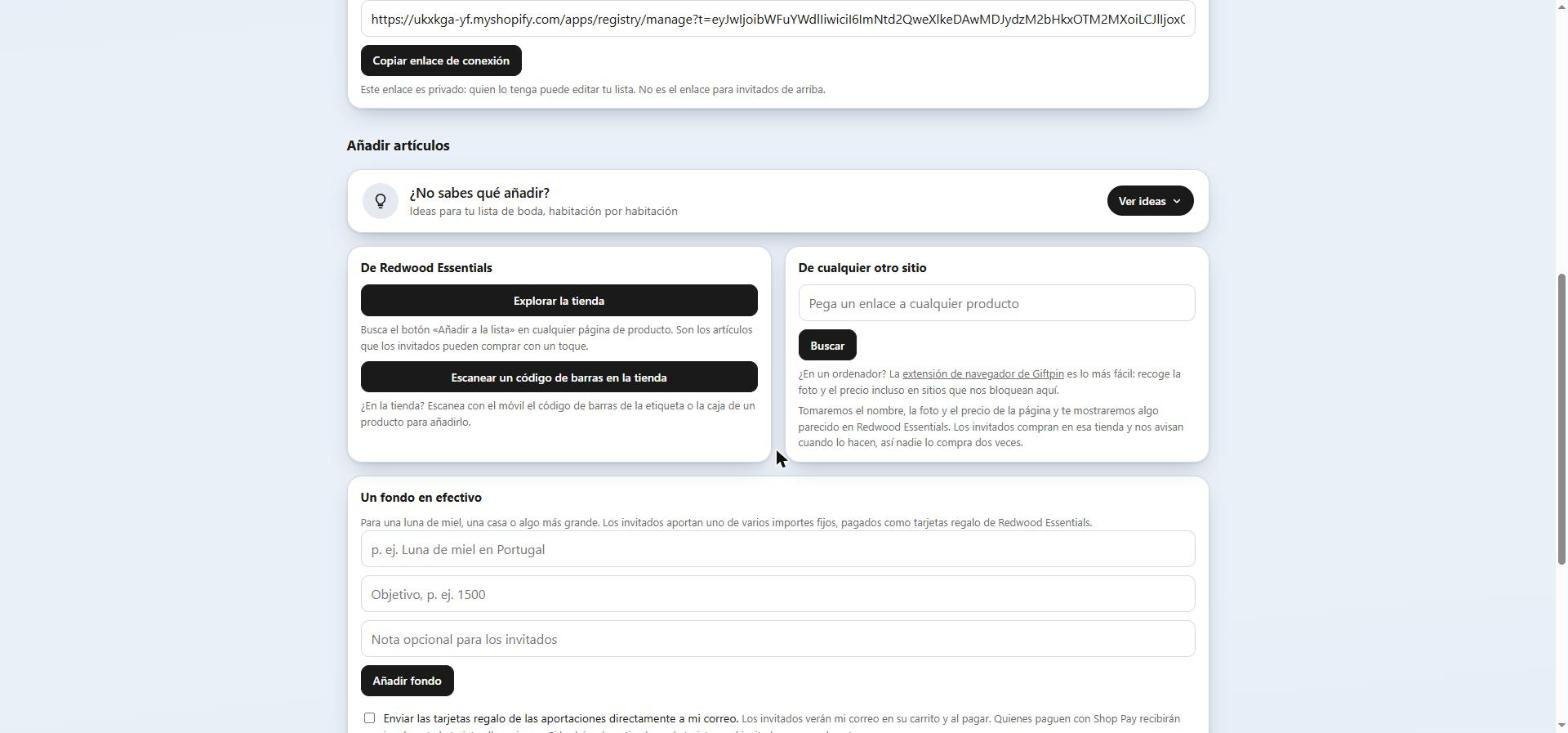 https://ukxkga-yf.myshopify.com/apps/registry/manage?t=
Copiar enlace de conexión
Este enlace es privado: quien lo tenga puede editar tu lista. No es el enlace para invitados de arriba.
Añadir artículos
¿No sabes qué añadir?
Ideas para tu lista de boda, habitación por habitación
Ver ideas
De Redwood Essentials
Explorar la tienda
Busca el botón «Añadir a la lista» en cualquier página de producto. Son los artículos
que los invitados pueden comprar con un toque.
Escanear un código de barras en la tienda
¿En la tienda? Escanea con el móvil el código de barras de la etiqueta o la caja de un
producto para añadirlo.
De cualquier otro sitio
Pega un enlace a cualquier producto
Buscar
¿En un ordenador? La extensión de navegador de Giftpin es lo más fácil: recoge la
foto y el precio incluso en sitios que nos bloquean aquí.
Tomaremos el nombre, la foto y el precio de la página y te mostraremos algo
parecido en Redwood Essentials. Los invitados compran en esa tienda y nos avisan
cuando lo hacen, así nadie lo compra dos veces.
Un fondo en efectivo
Para una luna de miel, una casa o algo más grande. Los invitados aportan uno de varios importes fijos, pagados como tarjetas regalo de Redwood Essentials.
p. ej. Luna de miel en Portugal
Objetivo, p. ej. 1500
Nota opcional para los invitados
Añadir fondo
Enviar las tarjetas regalo de las aportaciones directamente a mi correo. Los invitados verán mi correo en su carrito y al pagar. Quienes paguen con Shop Pay recibirán